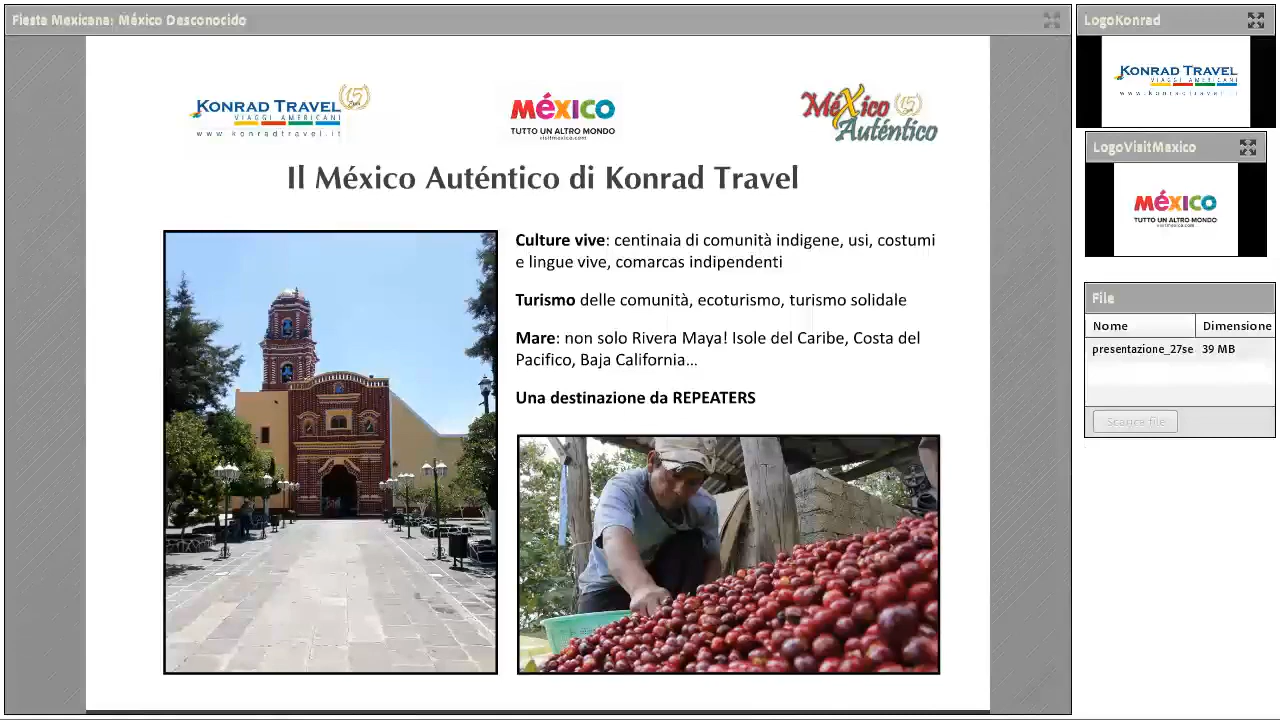 Fiesta Mexicana: México Desconocido
KONRAD TRAVEL
VIAGGI AMERICANI
www.konradtravel.it
15
MéXICO
TUTTO UN ALTRO MONDO
visitmexico.com
México
15
Auténtico
Il México Auténtico di Konrad Travel
Culture vive: centinaia di comunità indigene, usi, costumi
e lingue vive, comarcas indipendenti
Turismo delle comunità, ecoturismo, turismo solidale
Mare: non solo Rivera Maya! Isole del Caribe, Costa del
Pacifico, Baja California...
Una destinazione da REPEATERS
LogoKonrad
KONRAD TRAVEL
VIAGGI AMERICANI
www.konradtravel.it
LogoVisitMexico
MéXICO
TUTTO UN ALTRO MONDO
visitmexico.com
File
Nome Dimensione
presentazione_27se 39 MB
Scarica file